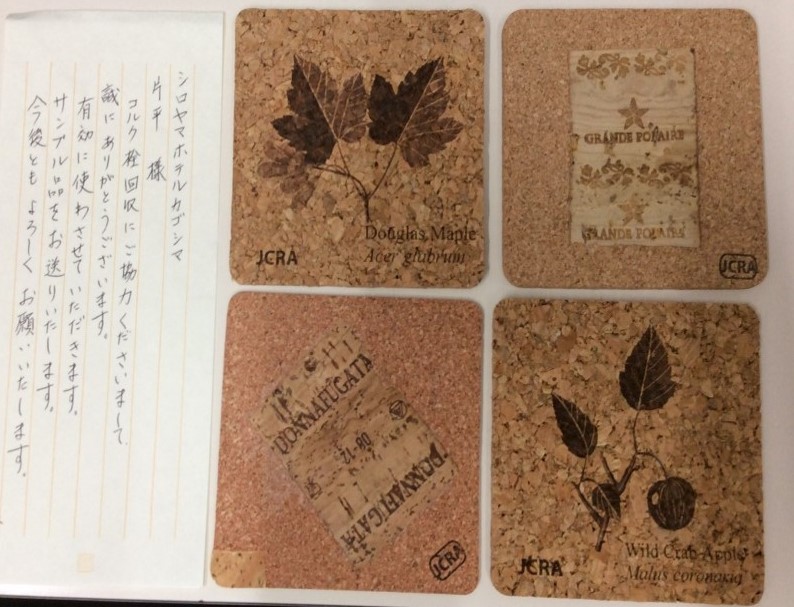 シロヤマホテルカゴシマ
片平 様
コルク栓回収にご協力くださいまして
誠にありがとうございます。
有効に使わさせていただきます。
サンプル品をお送りいたします。
今後ともよろしくお願いいたします。
Douglas Maple
Acer glabrum
JCRA
GRANDE POLAIRE
GRANDE POLAIRE
JCRA
DONNAFUGATA
08-12
DONNAFUGATA
JCRA
Wild Crab Apple
Malus coronaria
JCRA